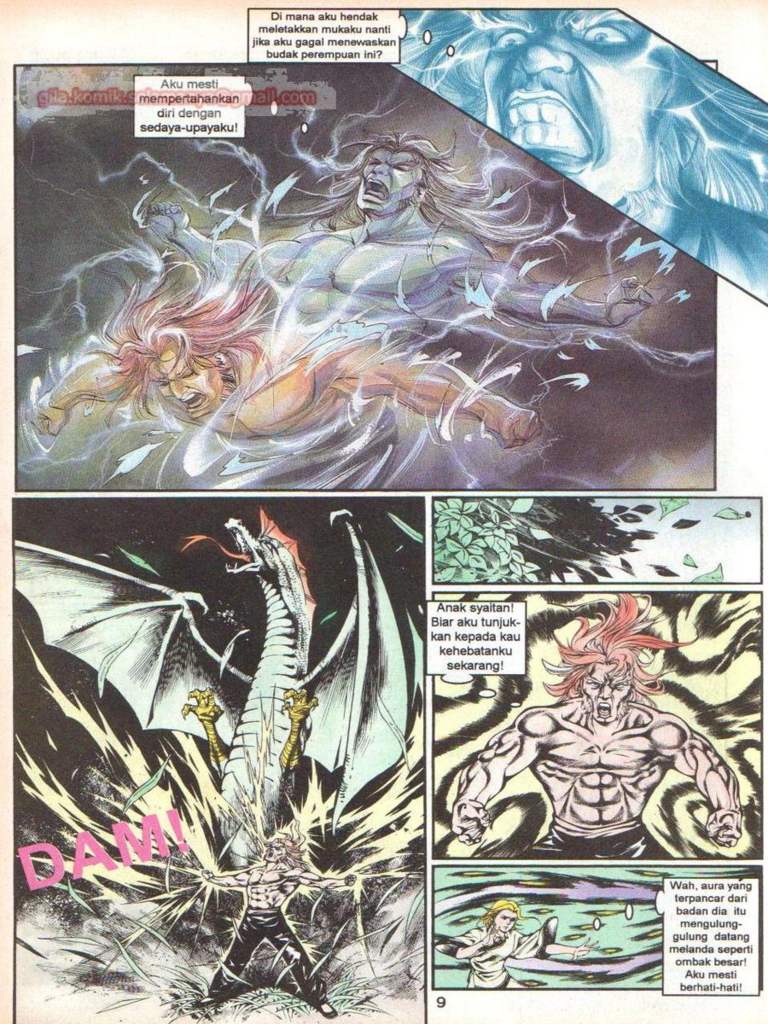 Di mana aku hendak
meletakkan mukaku nanti
jika aku gagal menewaskan
budak perempuan ini?
Aku mesti
mempertahankan
diri dengan
sedaya-upayaku!
DAM!
Anak syaitan!
Biar aku tunjuk-
kan kepada kau
kehebatanku
sekarang!
Wah, aura yang
terpancar dari
badan dia itu
mengulung-
gulung datang
melanda seperti
ombak besar!
Aku mesti
berhati-hati!
9